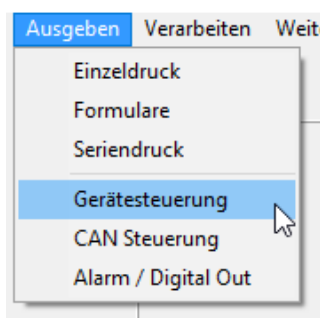 Ausgeben Verarbeiten Weit
Einzeldruck
Formulare
Seriendruck
Gerätesteuerung
CAN Steuerung
Alarm / Digital Out